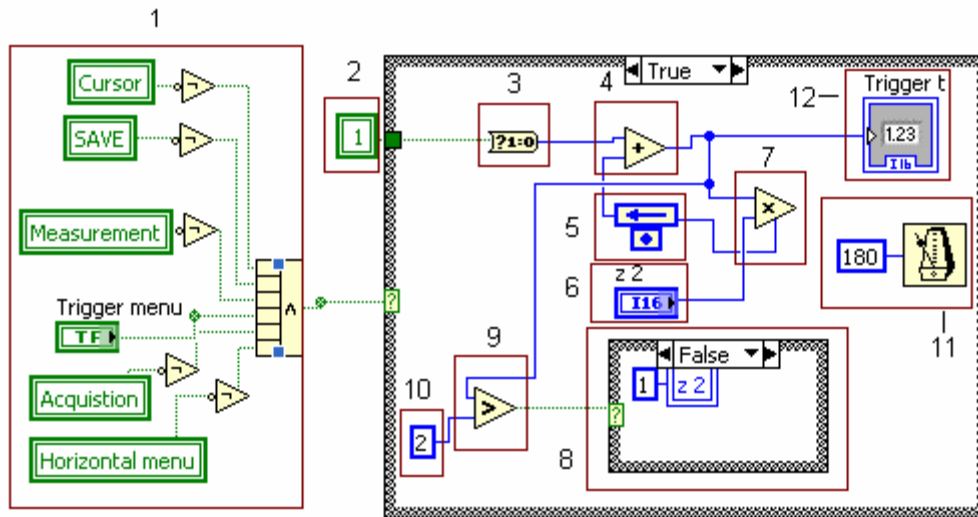 1
Cursor
SAVE
Measurement
Trigger menu
TF
Acquistion
Horizontal menu
2
1
True
3
?1:0
4
12
Trigger t
1.23
I16
7
5
6
z 2
I16
180
11
9
10
2
8
False
1
z 2